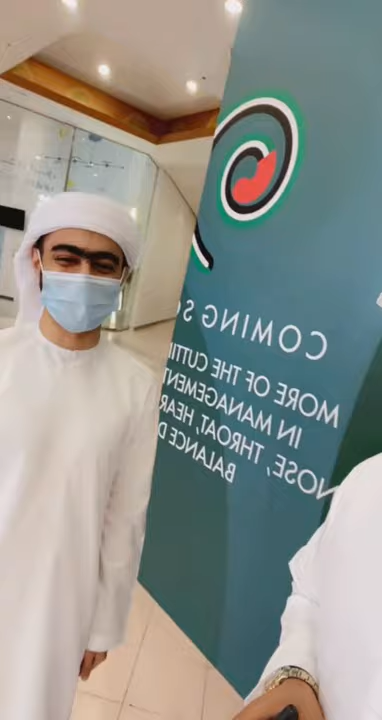 COMING S
MORE OF THE CUTTI
IN MANAGEMENT
NOSE, THROAT, HEAR
BALANCE D